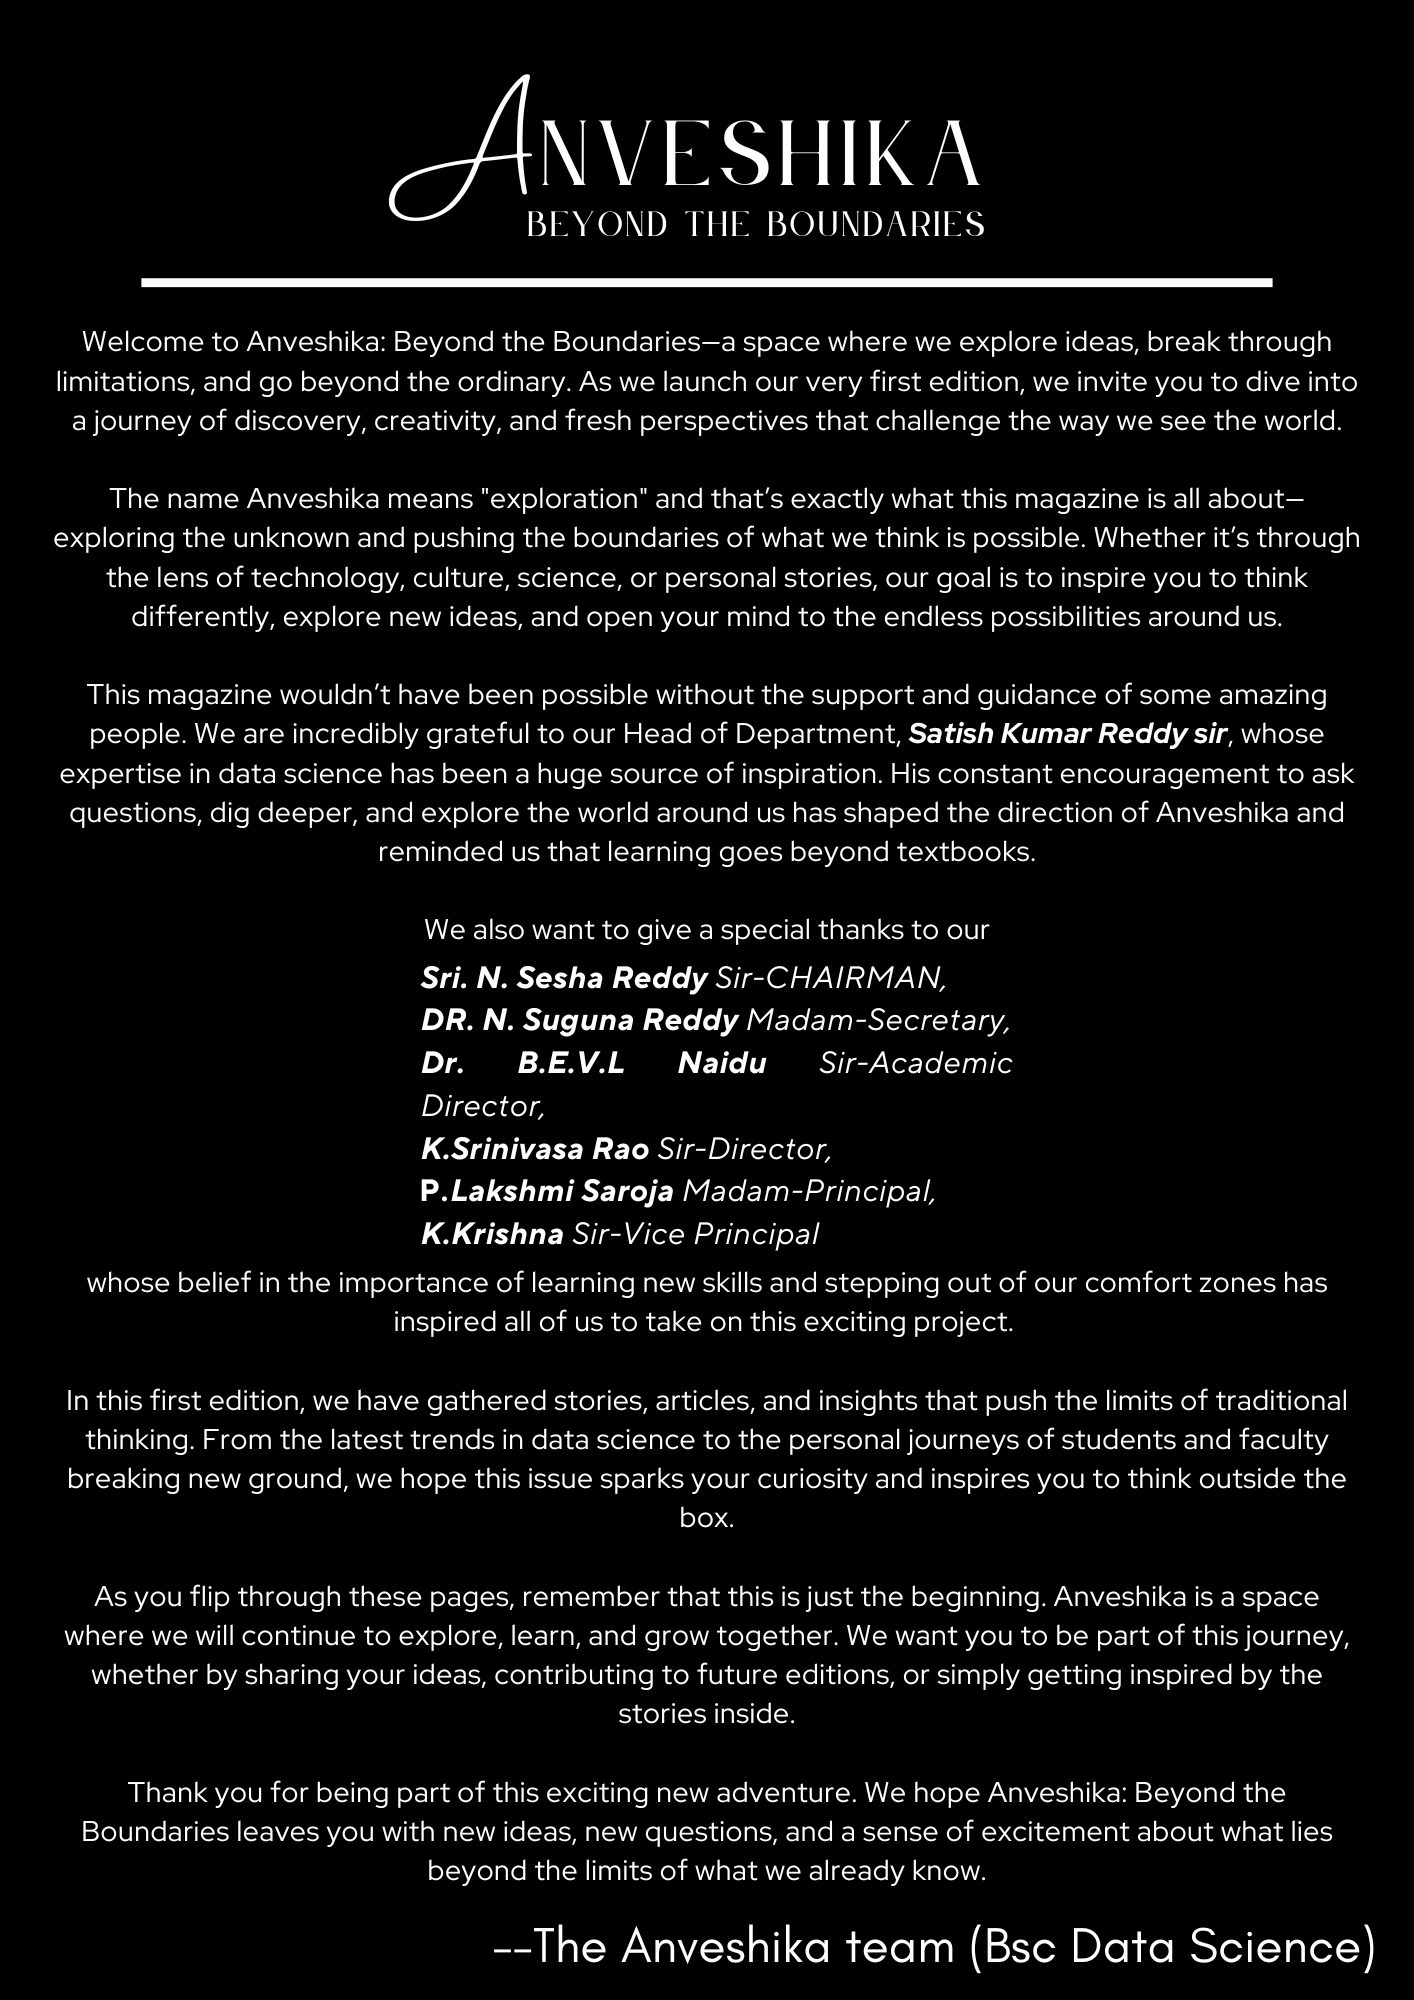 ANVESHIKA
BEYOND THE BOUNDARIES
Welcome to Anveshika: Beyond the Boundaries—a space where we explore ideas, break through
limitations, and go beyond the ordinary. As we launch our very first edition, we invite you to dive into
a journey of discovery, creativity, and fresh perspectives that challenge the way we see the world.
The name Anveshika means "exploration" and that’s exactly what this magazine is all about—
exploring the unknown and pushing the boundaries of what we think is possible. Whether it’s through
the lens of technology, culture, science, or personal stories, our goal is to inspire you to think
differently, explore new ideas, and open your mind to the endless possibilities around us.
This magazine wouldn’t have been possible without the support and guidance of some amazing
people. We are incredibly grateful to our Head of Department, Satish Kumar Reddy sir, whose
expertise in data science has been a huge source of inspiration. His constant encouragement to ask
questions, dig deeper, and explore the world around us has shaped the direction of Anveshika and
reminded us that learning goes beyond textbooks.
We also want to give a special thanks to our
Sri. N. Sesha Reddy Sir-CHAIRMAN,
DR. N. Suguna Reddy Madam-Secretary,
Dr. B.E.V.L Naidu Sir-Academic
Director,
K.Srinivasa Rao Sir-Director,
P.Lakshmi Saroja Madam-Principal,
K.Krishna Sir-Vice Principal
whose belief in the importance of learning new skills and stepping out of our comfort zones has
inspired all of us to take on this exciting project.
In this first edition, we have gathered stories, articles, and insights that push the limits of traditional
thinking. From the latest trends in data science to the personal journeys of students and faculty
breaking new ground, we hope this issue sparks your curiosity and inspires you to think outside the
box.
As you flip through these pages, remember that this is just the beginning. Anveshika is a space
where we will continue to explore, learn, and grow together. We want you to be part of this journey,
whether by sharing your ideas, contributing to future editions, or simply getting inspired by the
stories inside.
Thank you for being part of this exciting new adventure. We hope Anveshika: Beyond the
Boundaries leaves you with new ideas, new questions, and a sense of excitement about what lies
beyond the limits of what we already know.
--The Anveshika team (Bsc Data Science)